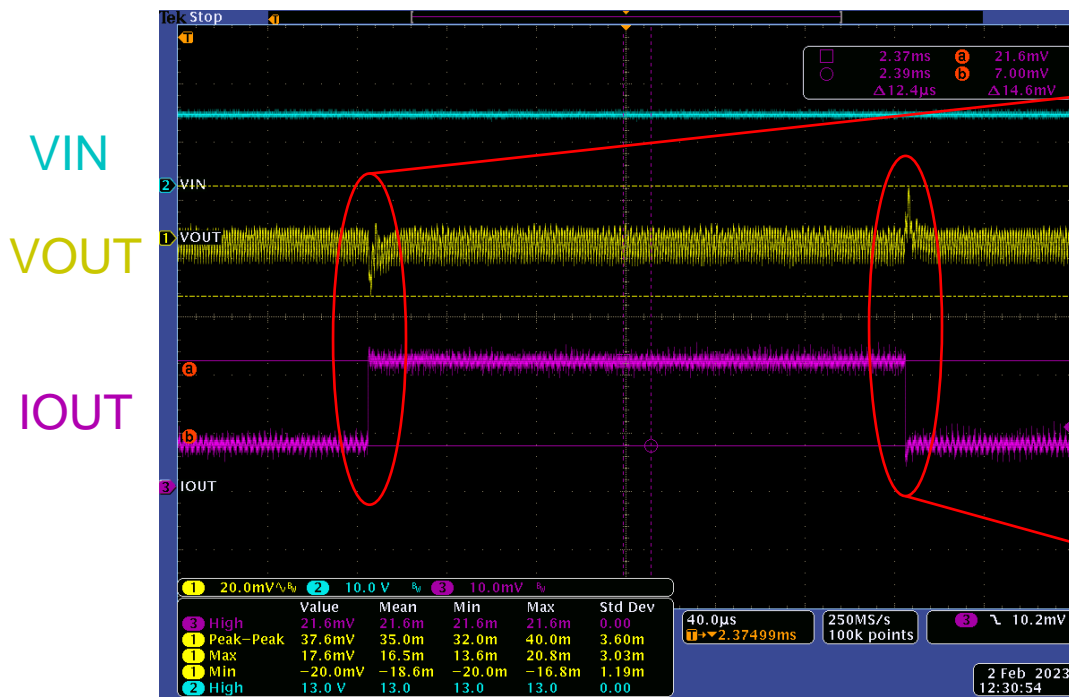 Tek Stop
T
T
□ 2.37ms a 21.6mV
○ 2.39ms b 7.00mV
Δ12.4µs Δ14.6mV
VIN
2 VIN
VOUT
1 VOUT
a
IOUT
b
3 IOUT
1 20.0mV∿BW 2 10.0 V BW 3 10.0mV BW
Value Mean Min Max Std Dev
3 High 21.6mV 21.6m 21.6m 21.6m 0.00
1 Peak-Peak 37.6mV 35.0m 32.0m 40.0m 3.60m
1 Max 17.6mV 16.5m 13.6m 20.8m 3.03m
1 Min -20.0mV -18.6m -20.0m -16.8m 1.19m
2 High 13.0 V 13.0 13.0 13.0 0.00
40.0µs
T→▼2.37499ms
250MS/s
100k points
3 10.2mV
2 Feb 2023
12:30:54